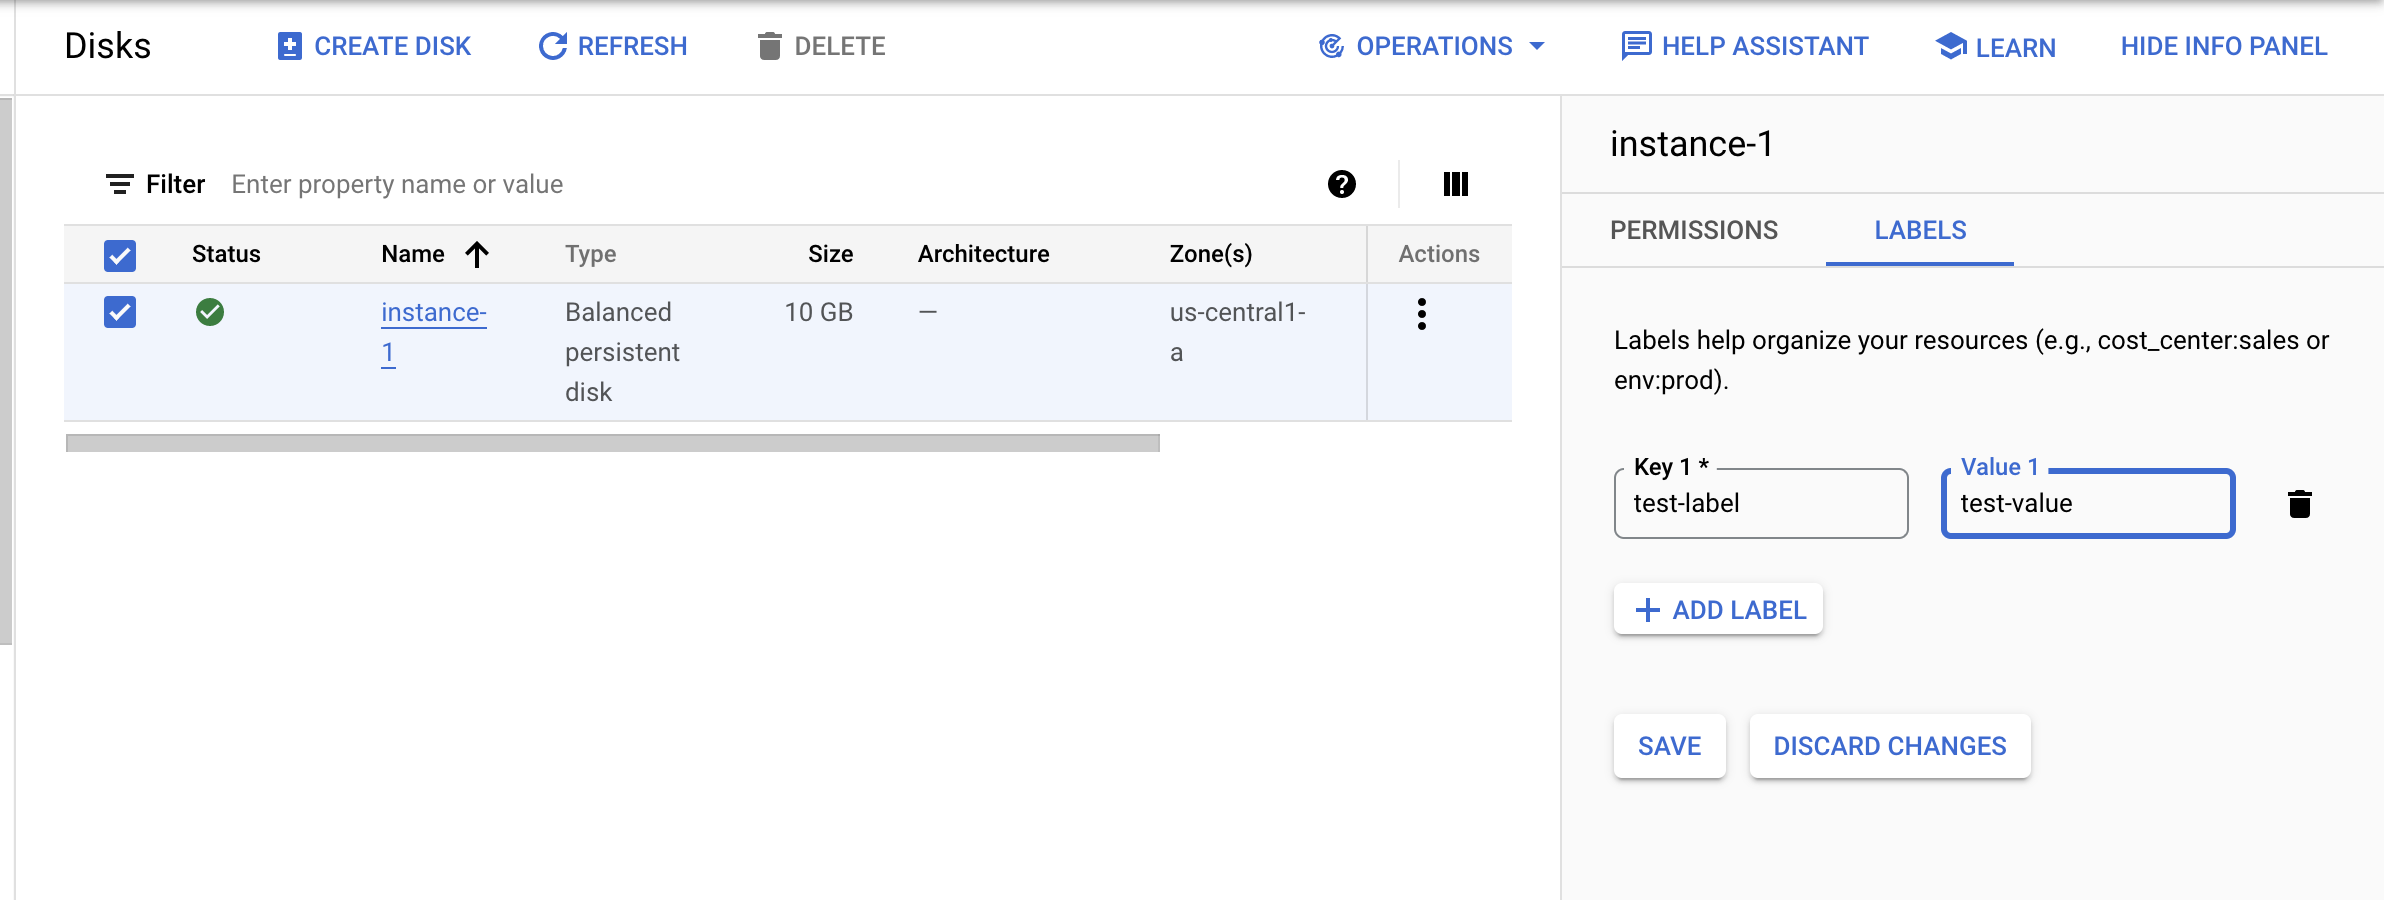 Disks CREATE DISK REFRESH DELETE OPERATIONS HELP ASSISTANT LEARN HIDE INFO PANEL
Filter Enter property name or value
Status Name Type Size Architecture Zone(s) Actions
instance- Balanced 10 GB — us-central1-
1 persistent a
disk
instance-1
PERMISSIONS LABELS
Labels help organize your resources (e.g., cost_center:sales or
env:prod).
Key 1 * Value 1
test-label test-value
ADD LABEL
SAVE DISCARD CHANGES